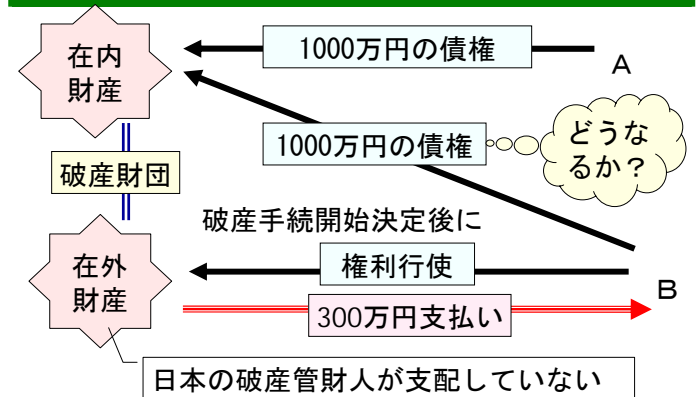 在内
財産
1000万円の債権
A
1000万円の債権
どうな
るか？
破産財団
破産手続開始決定後に
在外
財産
権利行使
B
300万円支払い
日本の破産管財人が支配していない